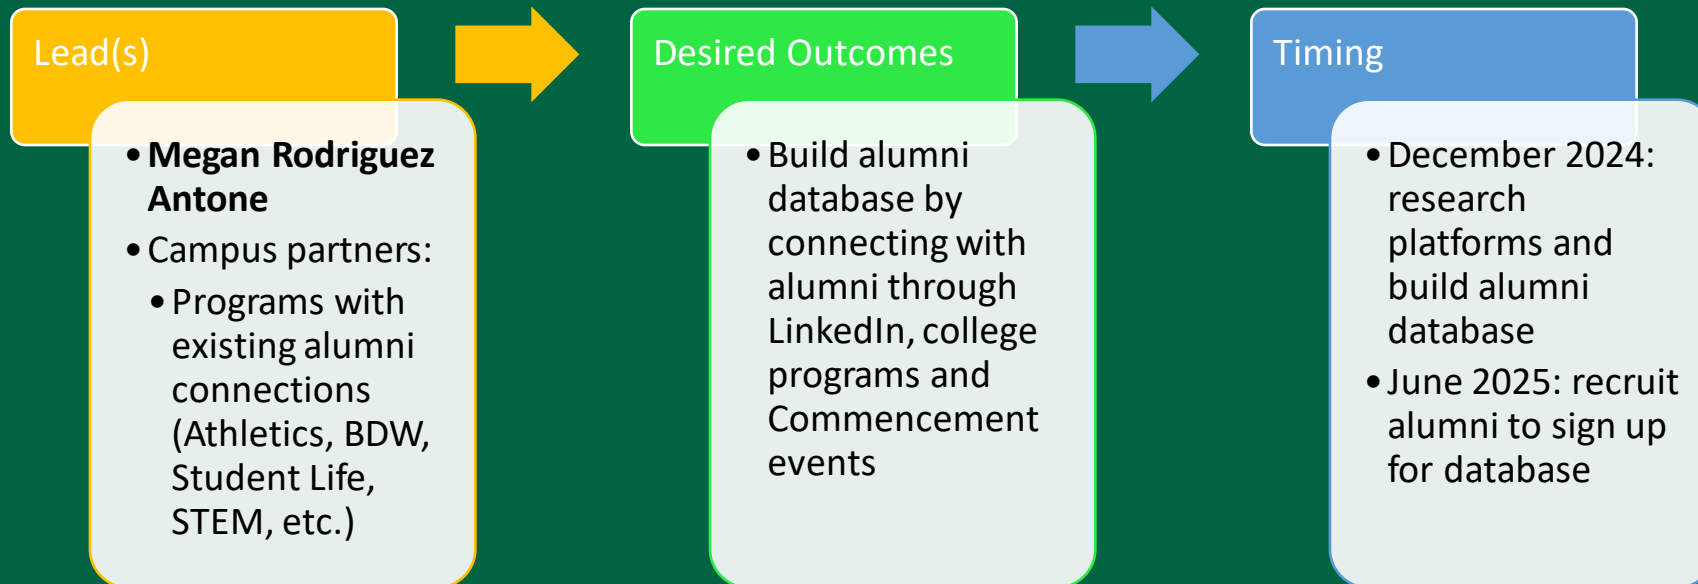 Lead(s)
• Megan Rodriguez
Antone
• Campus partners:
• Programs with
existing alumni
connections
(Athletics, BDW,
Student Life,
STEM, etc.)
Desired Outcomes
• Build alumni
database by
connecting with
alumni through
LinkedIn, college
programs and
Commencement
events
Timing
• December 2024:
research
platforms and
build alumni
database
• June 2025: recruit
alumni to sign up
for database